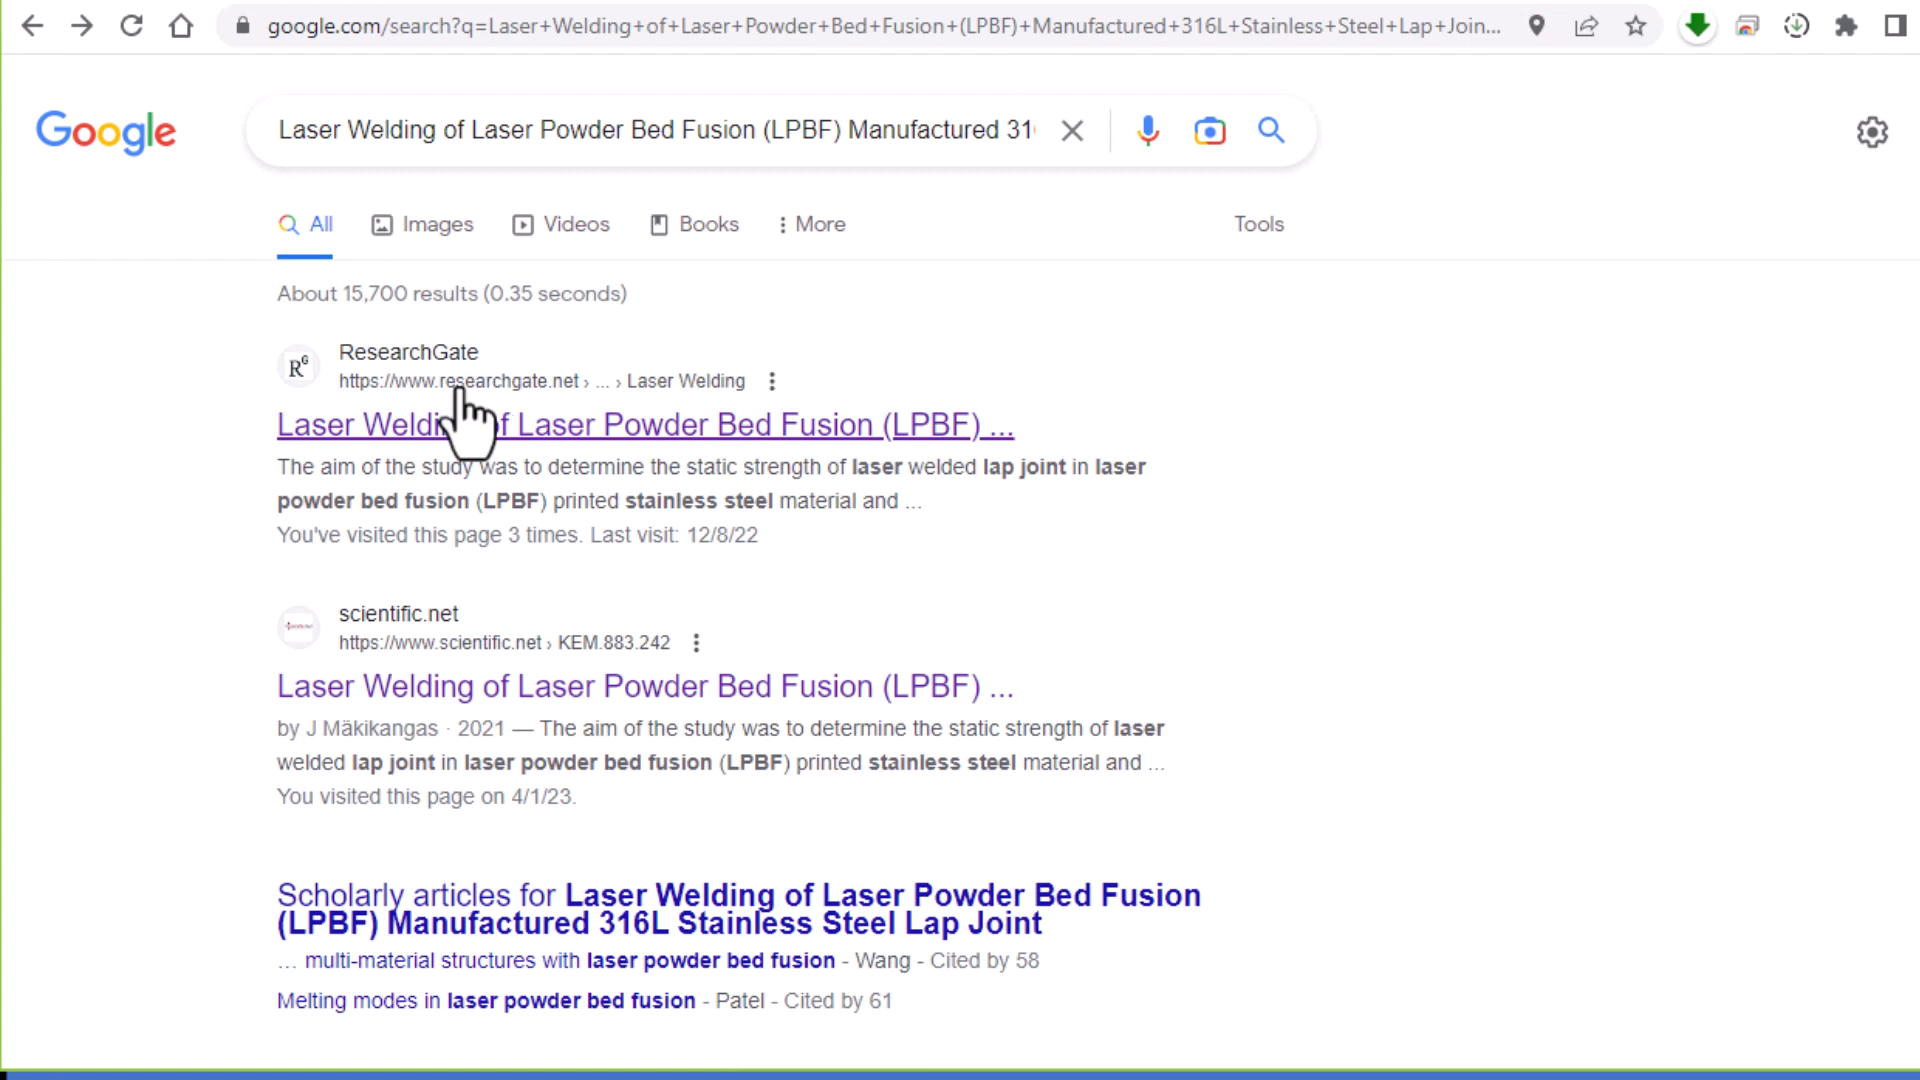 google.com/search?q=Laser+Welding+of+Laser+Powder+Bed+Fusion+(LPBF)+Manufactured+316L+Stainless+Steel+Lap+Join...
Google
Laser Welding of Laser Powder Bed Fusion (LPBF) Manufactured 31
All Images Videos Books More Tools
About 15,700 results (0.35 seconds)
ResearchGate
https://www.researchgate.net › ... › Laser Welding
Laser Weldi f Laser Powder Bed Fusion (LPBF) ...
The aim of the study was to determine the static strength of laser welded lap joint in laser
powder bed fusion (LPBF) printed stainless steel material and ...
You've visited this page 3 times. Last visit: 12/8/22
scientific.net
https://www.scientific.net › KEM.883.242
Laser Welding of Laser Powder Bed Fusion (LPBF) ...
by J Mäkikangas · 2021 — The aim of the study was to determine the static strength of laser
welded lap joint in laser powder bed fusion (LPBF) printed stainless steel material and ...
You visited this page on 4/1/23.
Scholarly articles for Laser Welding of Laser Powder Bed Fusion
(LPBF) Manufactured 316L Stainless Steel Lap Joint
... multi-material structures with laser powder bed fusion - Wang - Cited by 58
Melting modes in laser powder bed fusion - Patel - Cited by 61